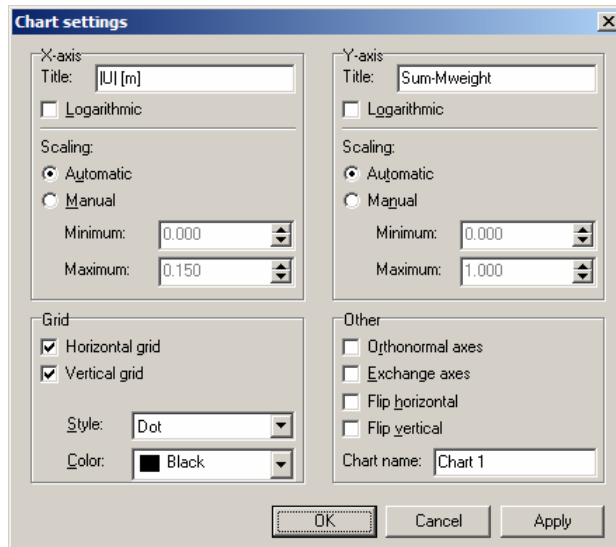 Chart settings
X-axis
Title: |U| [m]
Logarithmic
Scaling:
Automatic
Manual
Minimum: 0.000
Maximum: 0.150
Y-axis
Title: Sum-Mweight
Logarithmic
Scaling:
Automatic
Manual
Minimum: 0.000
Maximum: 1.000
Grid
Horizontal grid
Vertical grid
Style: Dot
Color: Black
Other
Orthonormal axes
Exchange axes
Flip horizontal
Flip vertical
Chart name: Chart 1
OK Cancel Apply